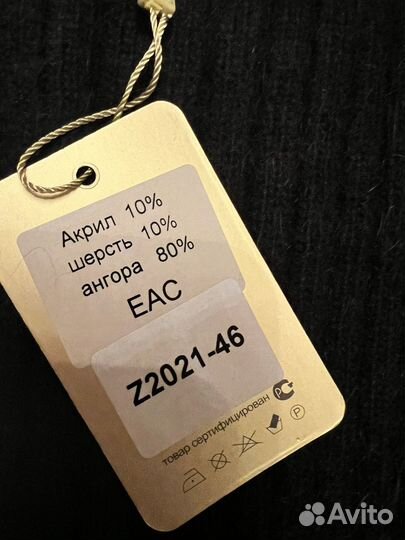 Акрил 10%
шерсть 10%
ангора 80%
EAC
Z2021-46
товар сертифицирован
P
Avito